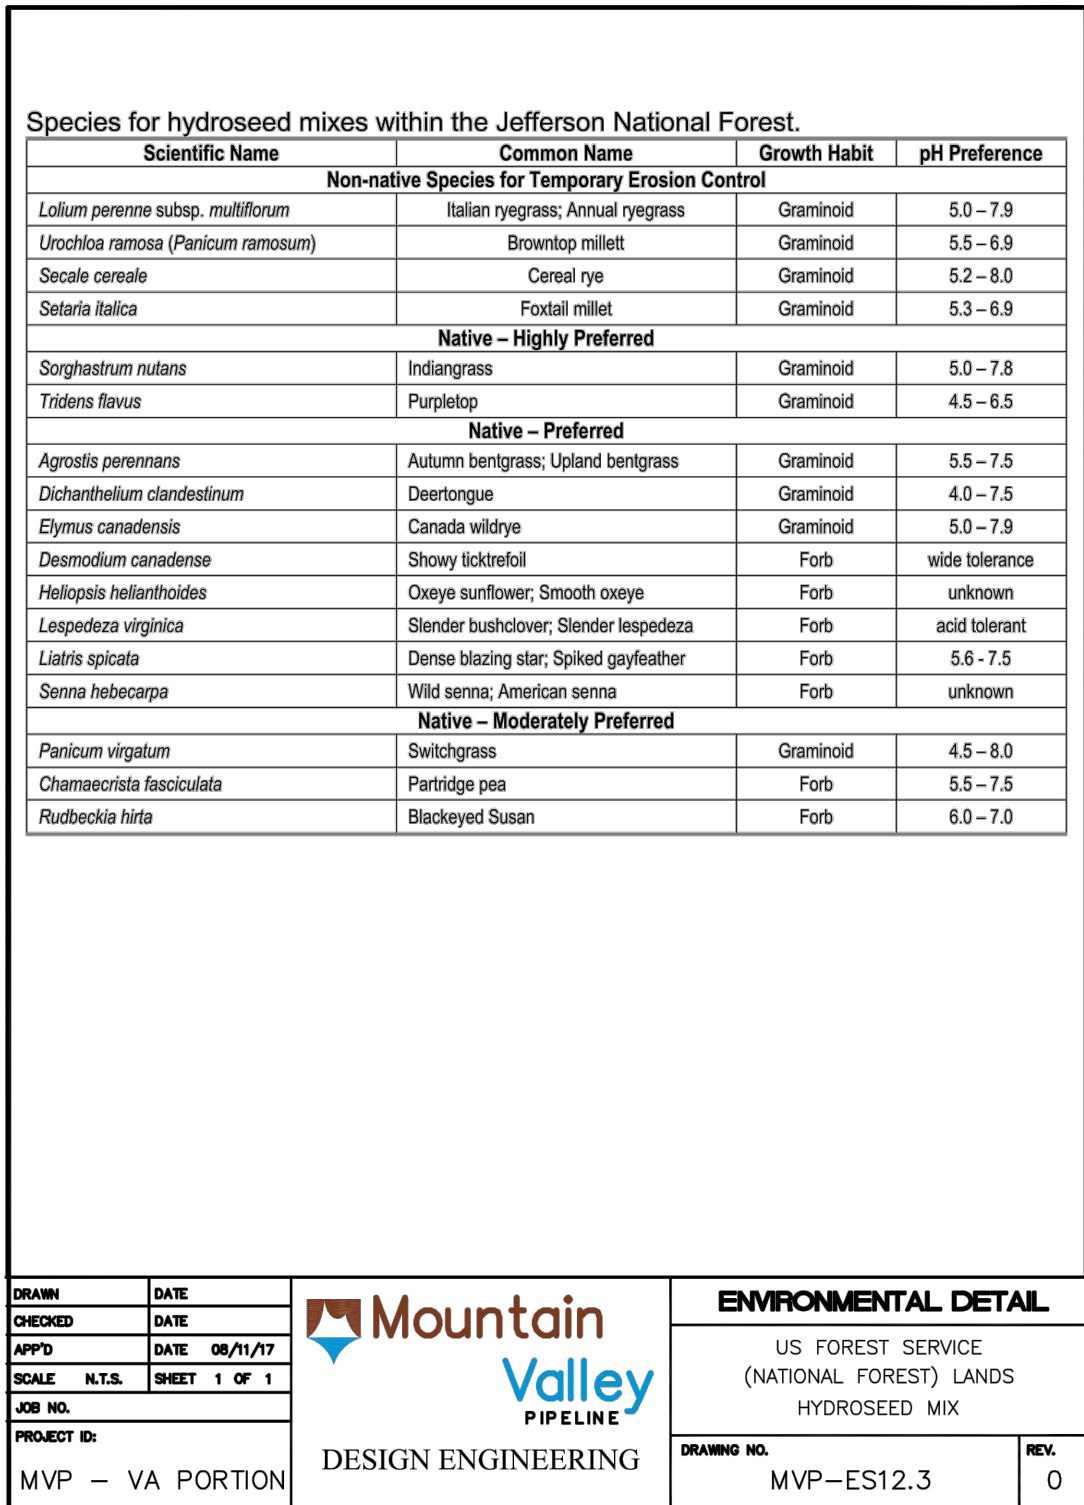 Species for hydroseed mixes within the Jefferson National Forest.
Scientific Name Common Name Growth Habit pH Preference
Non-native Species for Temporary Erosion Control
Lolium perenne subsp. multiflorum Italian ryegrass; Annual ryegrass Graminoid 5.0 – 7.9
Urochloa ramosa (Panicum ramosum) Browntop millett Graminoid 5.5 – 6.9
Secale cereale Cereal rye Graminoid 5.2 – 8.0
Setaria italica Foxtail millet Graminoid 5.3 – 6.9
Native – Highly Preferred
Sorghastrum nutans Indiangrass Graminoid 5.0 – 7.8
Tridens flavus Purpletop Graminoid 4.5 – 6.5
Native – Preferred
Agrostis perennans Autumn bentgrass; Upland bentgrass Graminoid 5.5 – 7.5
Dichanthelium clandestinum Deertongue Graminoid 4.0 – 7.5
Elymus canadensis Canada wildrye Graminoid 5.0 – 7.9
Desmodium canadense Showy ticktrefoil Forb wide tolerance
Heliopsis helianthoides Oxeye sunflower; Smooth oxeye Forb unknown
Lespedeza virginica Slender bushclover; Slender lespedeza Forb acid tolerant
Liatris spicata Dense blazing star; Spiked gayfeather Forb 5.6 - 7.5
Senna hebecarpa Wild senna; American senna Forb unknown
Native – Moderately Preferred
Panicum virgatum Switchgrass Graminoid 4.5 – 8.0
Chamaecrista fasciculata Partridge pea Forb 5.5 – 7.5
Rudbeckia hirta Blackeyed Susan Forb 6.0 – 7.0
DRAWN DATE
CHECKED DATE
APP'D DATE 08/11/17
SCALE N.T.S. SHEET 1 OF 1
JOB NO.
PROJECT ID:
MVP – VA PORTION
Mountain
Valley
PIPELINE
DESIGN ENGINEERING
ENVIRONMENTAL DETAIL
US FOREST SERVICE
(NATIONAL FOREST) LANDS
HYDROSEED MIX
DRAWING NO.
MVP–ES12.3
REV.
0